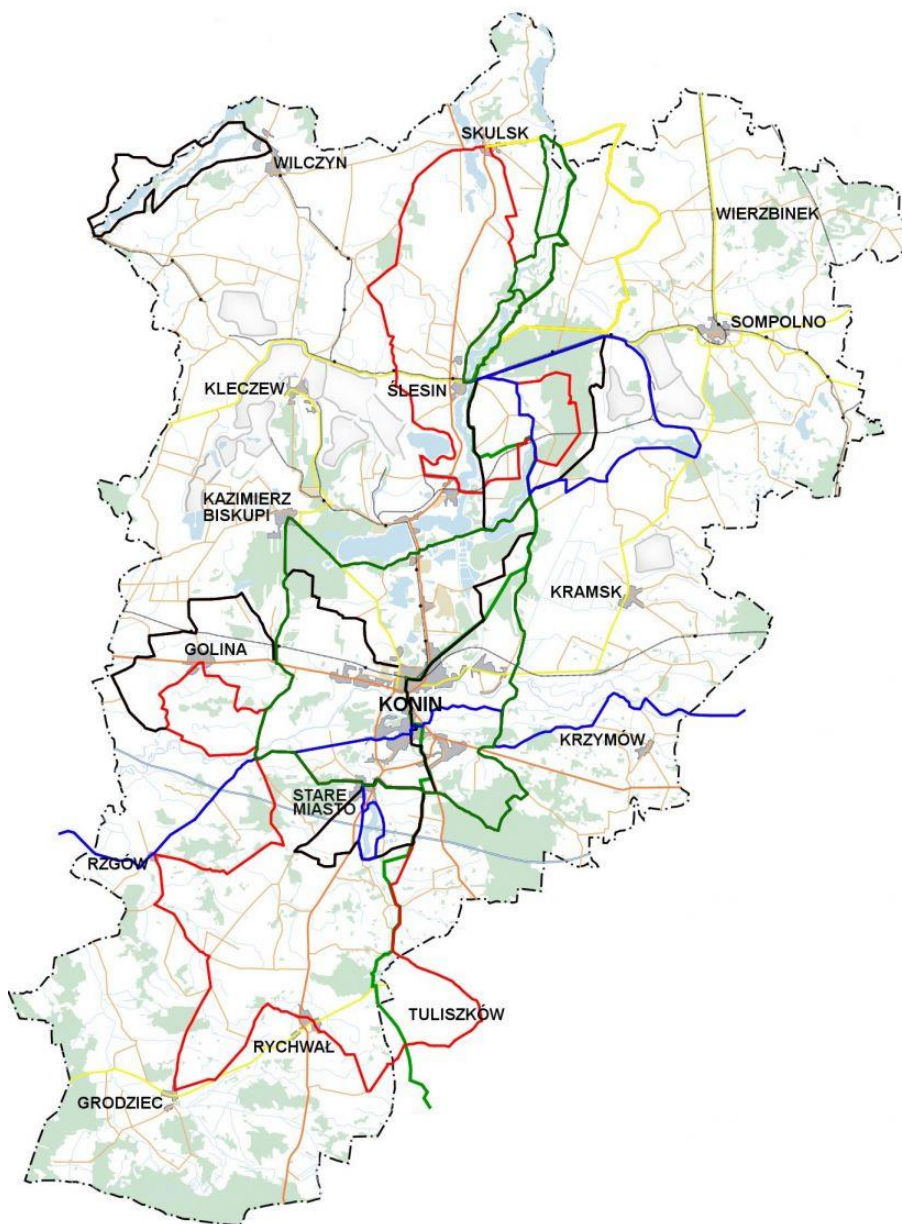 SKULSK
WILCZYN
WIERZBINEK
SOMPOLNO
KLECZEW
ŚLESIN
KAZIMIERZ
BISKUPI
KRAMSK
GOLINA
KONIN
KRZYMÓW
STARE
MIASTO
RZGÓW
TULISZKÓW
RYCHWAŁ
GRODZIEC